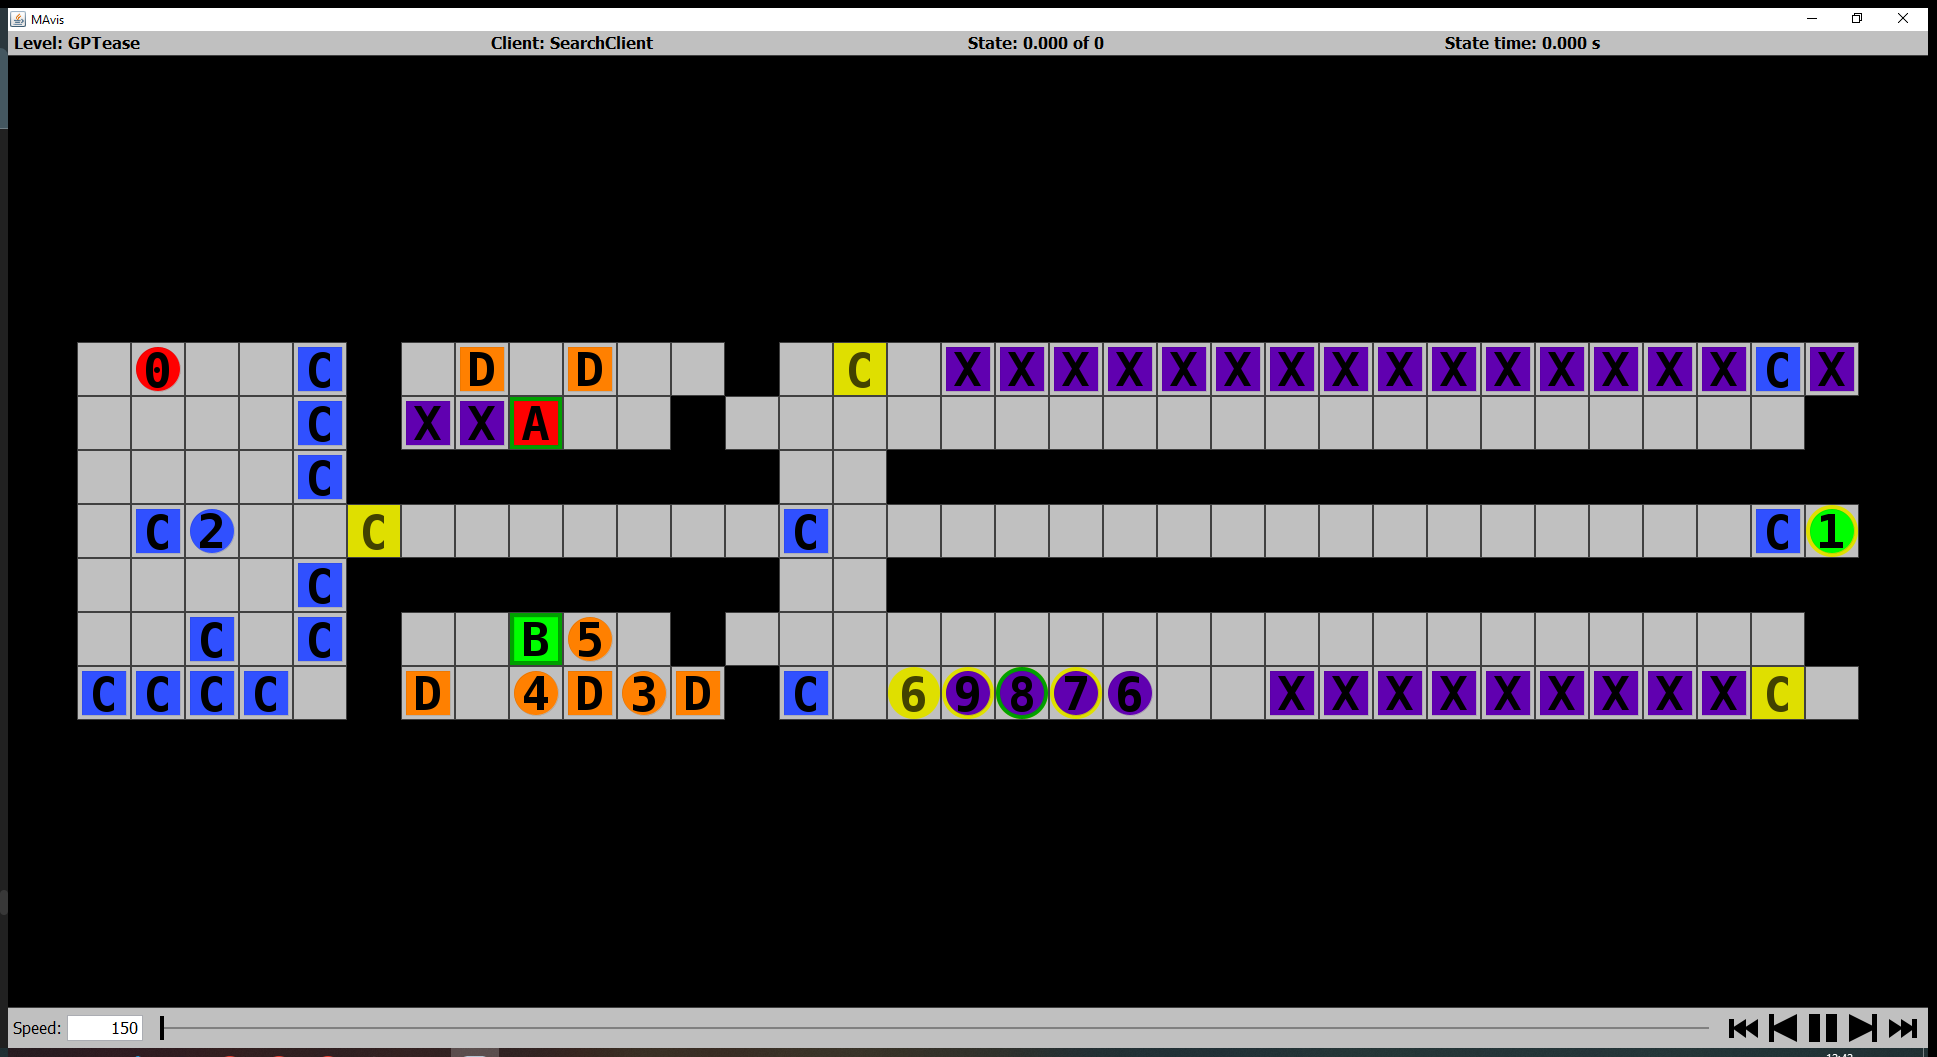 MAvis
Level: GPTease Client: SearchClient State: 0.000 of 0 State time: 0.000 s
0 C D D C X X X X X X X X X X X X X X X C X
C X X A
C
C 2 C C C 1
C
C C B 5
C C C C D 4 D 3 D C 6 9 8 7 6 X X X X X X X X X C
Speed: 150